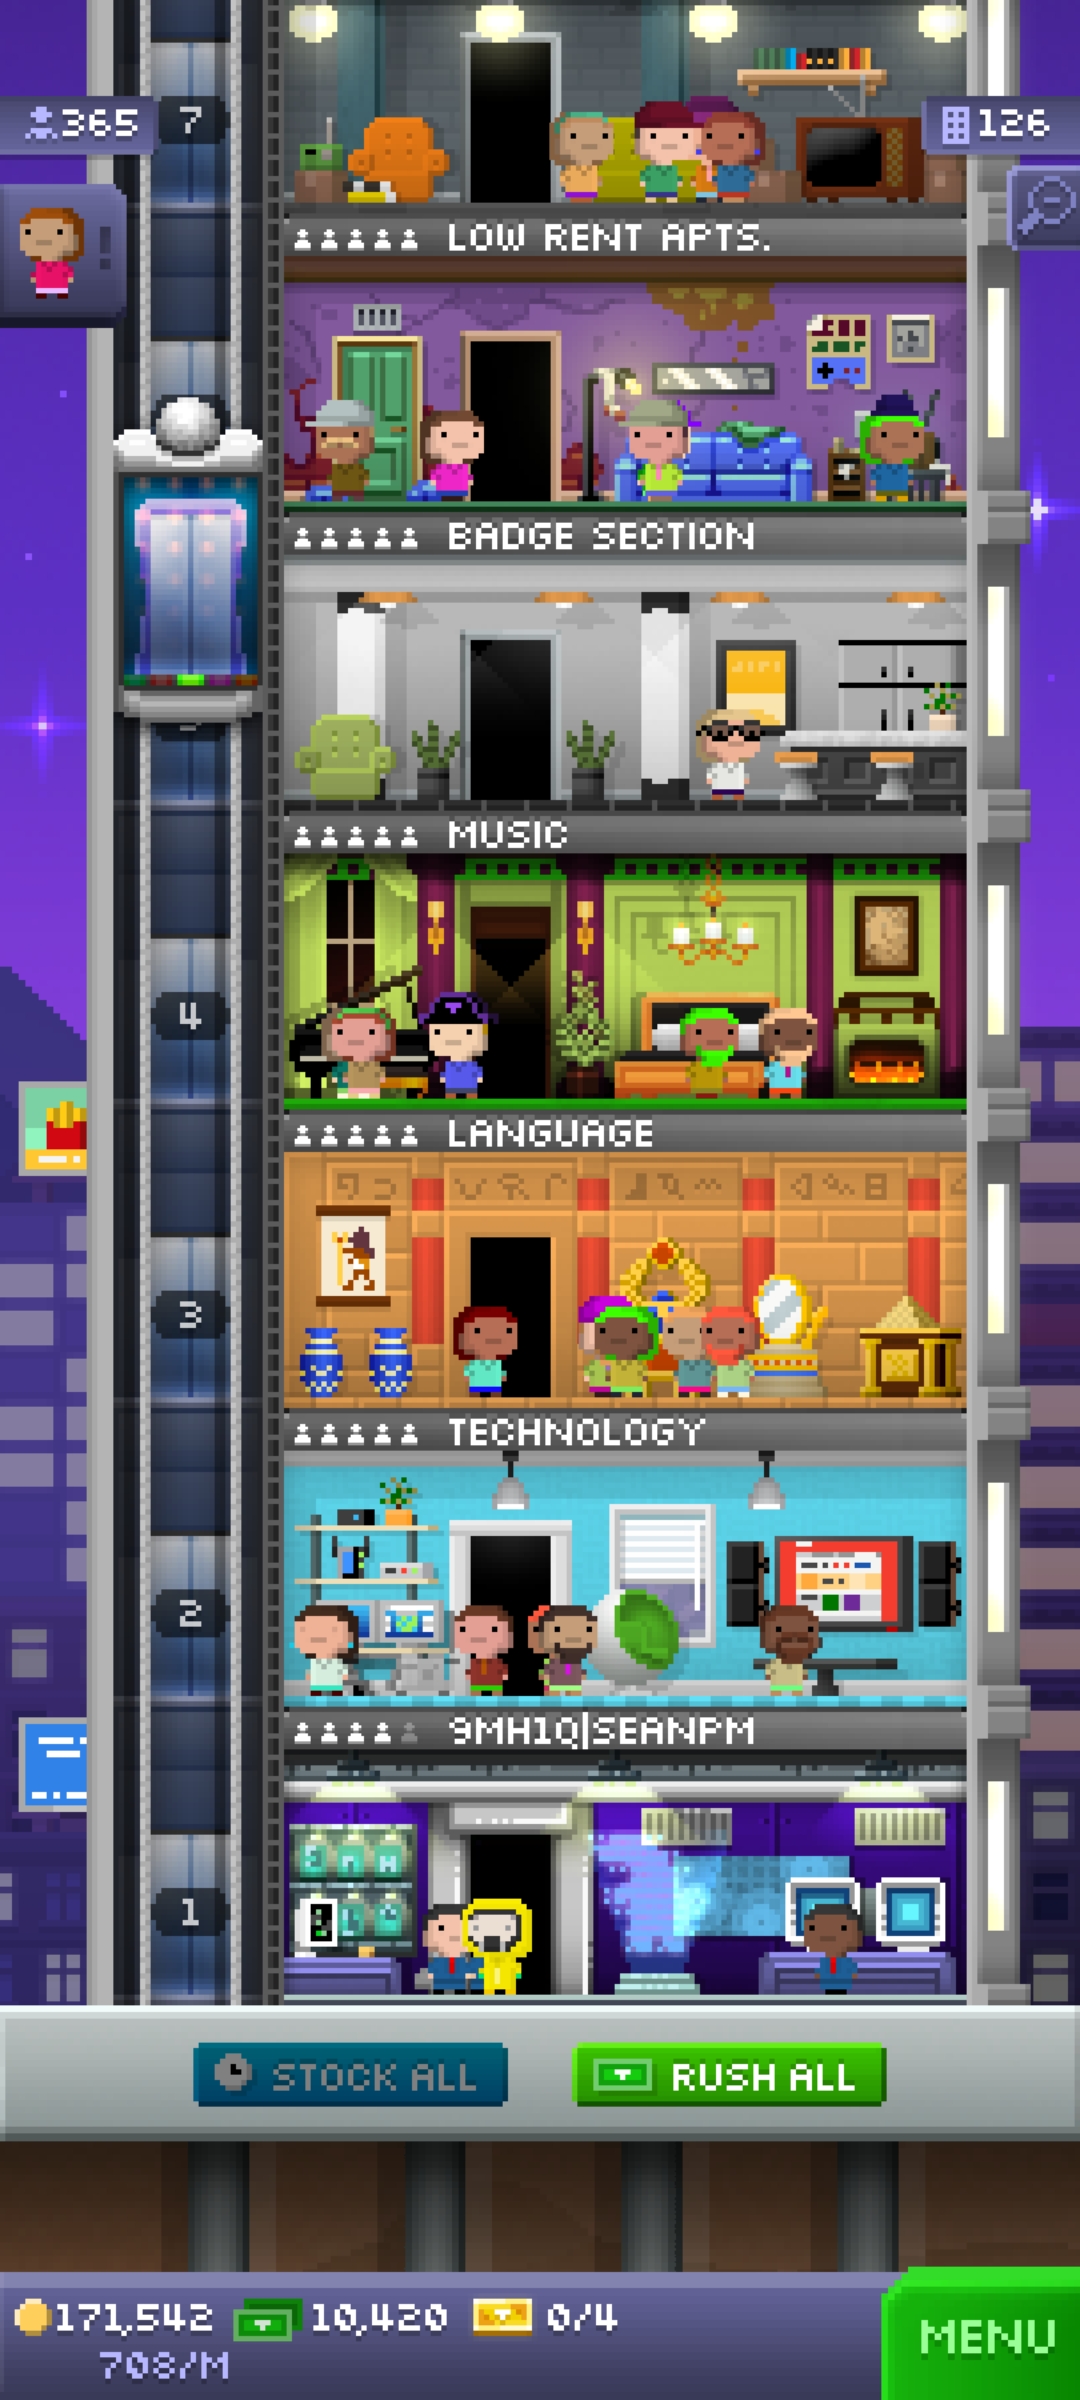 365
7
126
LOW RENT APTS.
BADGE SECTION
MUSIC
4
LANGUAGE
3
TECHNOLOGY
2
9MH1Q|SEANPM
1
STOCK ALL
RUSH ALL
171,542
10,420
0/4
708/M
MENU